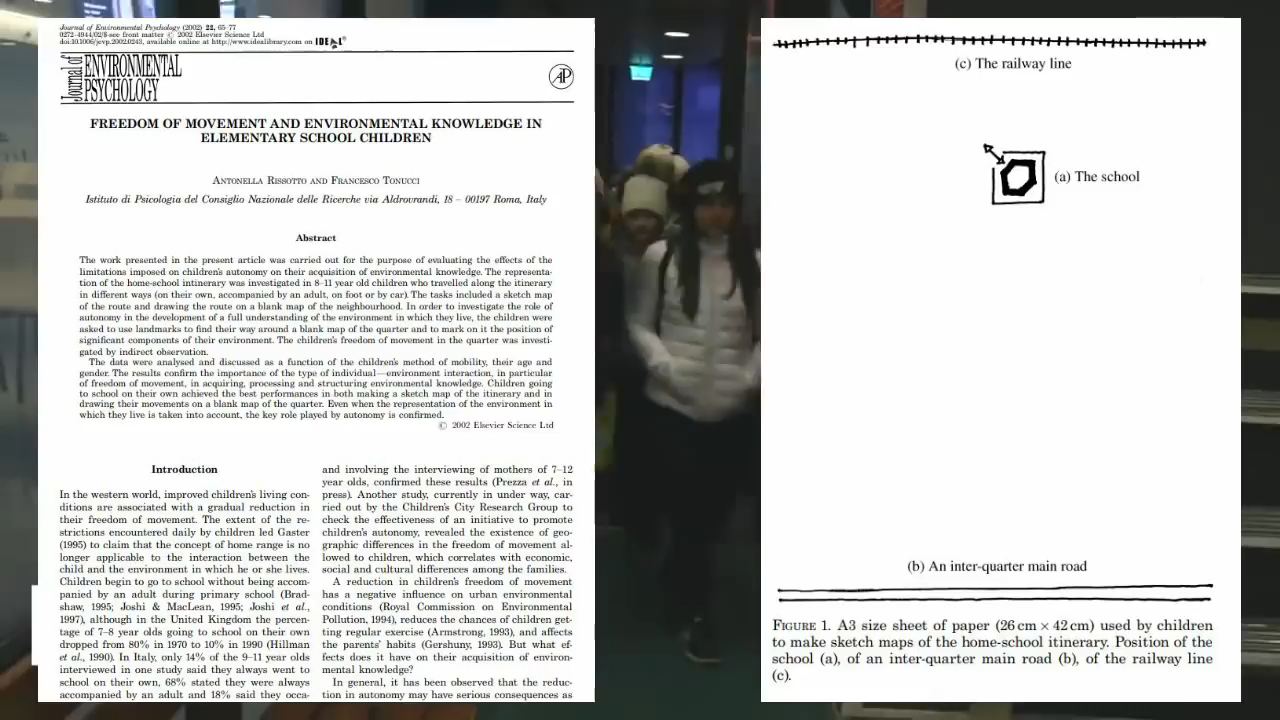 Journal of Environmental Psychology (2002) 22, 65-77
0272-4944/02/$-see front matter © 2002 Elsevier Science Ltd
doi:10.1006/jevp.2002.0243, available online at http://www.idealibrary.com on IDEAL®
Journal of
ENVIRONMENTAL
PSYCHOLOGY
AP
FREEDOM OF MOVEMENT AND ENVIRONMENTAL KNOWLEDGE IN
ELEMENTARY SCHOOL CHILDREN
ANTONELLA RISSOTTO AND FRANCESCO TONUCCI
Istituto di Psicologia del Consiglio Nazionale delle Ricerche via Aldrovandi, 18 – 00197 Roma, Italy
Abstract
The work presented in the present article was carried out for the purpose of evaluating the effects of the
limitations imposed on children's autonomy on their acquisition of environmental knowledge. The representa-
tion of the home-school intinerary was investigated in 8-11 year old children who travelled along the itinerary
in different ways (on their own, accompanied by an adult, on foot or by car). The tasks included a sketch map
of the route and drawing the route on a blank map of the neighbourhood. In order to investigate the role of
autonomy in the development of a full understanding of the environment in which they live, the children were
asked to use landmarks to find their way around a blank map of the quarter and to mark on it the position of
significant components of their environment. The children's freedom of movement in the quarter was investi-
gated by indirect observation.
The data were analysed and discussed as a function of the children's method of mobility, their age and
gender. The results confirm the importance of the type of individual—environment interaction, in particular
of freedom of movement, in acquiring, processing and structuring environmental knowledge. Children going
to school on their own achieved the best performances in both making a sketch map of the itinerary and in
drawing their movements on a blank map of the quarter. Even when the representation of the environment in
which they live is taken into account, the key role played by autonomy is confirmed.
© 2002 Elsevier Science Ltd
Introduction
In the western world, improved children's living con-
ditions are associated with a gradual reduction in
their freedom of movement. The extent of the re-
strictions encountered daily by children led Gaster
(1995) to claim that the concept of home range is no
longer applicable to the interaction between the
child and the environment in which he or she lives.
Children begin to go to school without being accom-
panied by an adult during primary school (Brad-
shaw, 1995; Joshi & MacLean, 1995; Joshi et al.,
1997), although in the United Kingdom the percen-
tage of 7–8 year olds going to school on their own
dropped from 80% in 1970 to 10% in 1990 (Hillman
et al., 1990). In Italy, only 14% of the 9–11 year olds
interviewed in one study said they always went to
school on their own, 68% stated they were always
accompanied by an adult and 18% said they occa-
and involving the interviewing of mothers of 7–12
year olds, confirmed these results (Prezza et al., in
press). Another study, currently in under way, car-
ried out by the Children's City Research Group to
check the effectiveness of an initiative to promote
children's autonomy, revealed the existence of geo-
graphic differences in the freedom of movement al-
lowed to children, which correlates with economic,
social and cultural differences among the families.
A reduction in children's freedom of movement
has a negative influence on urban environmental
conditions (Royal Commission on Environmental
Pollution, 1994), reduces the chances of children get-
ting regular exercise (Armstrong, 1993), and affects
the parents' habits (Gershuny, 1993). But what ef-
fects does it have on their acquisition of environ-
mental knowledge?
In general, it has been observed that the reduc-
tion in autonomy may have serious consequences as
(c) The railway line
(a) The school
(b) An inter-quarter main road
FIGURE 1. A3 size sheet of paper (26 cm × 42 cm) used by children
to make sketch maps of the home-school itinerary. Position of the
school (a), of an inter-quarter main road (b), of the railway line
(c).